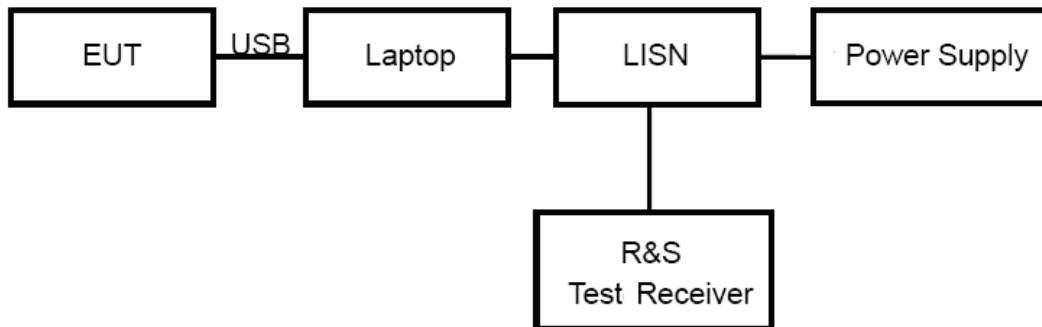 EUT
USB
Laptop
LISN
Power Supply
R&S
Test Receiver